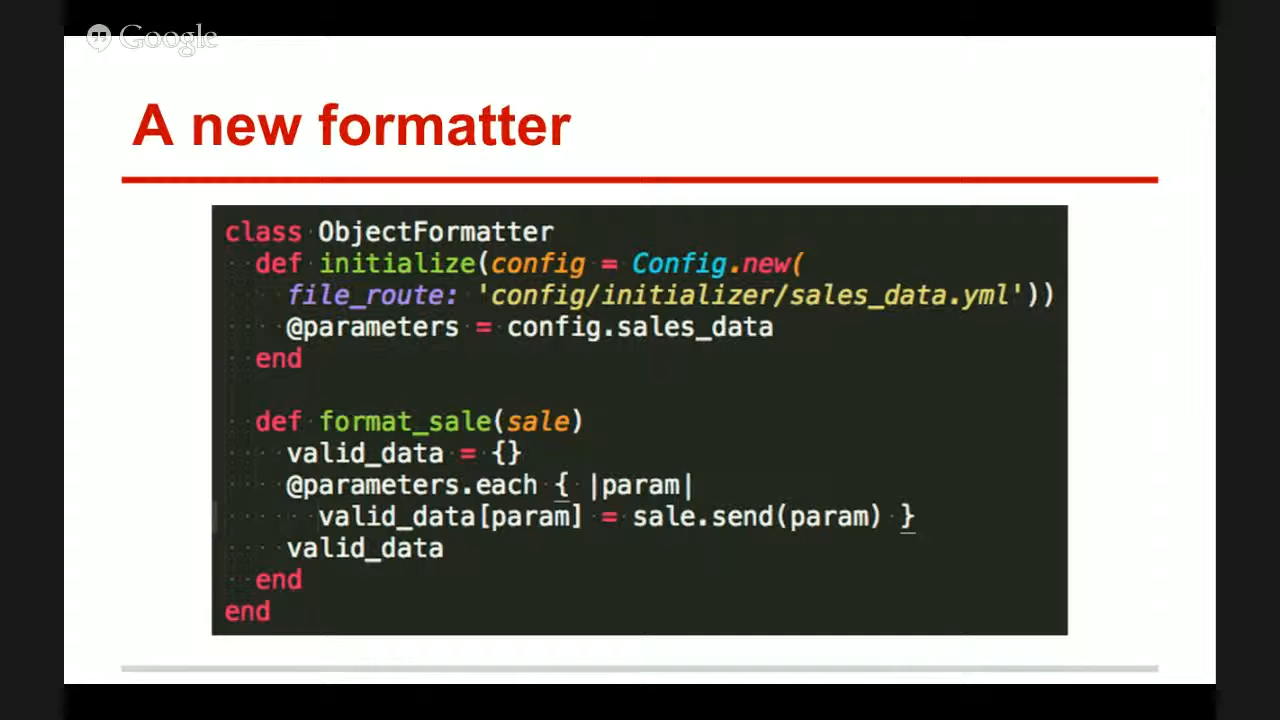 Google
A new formatter
class ObjectFormatter
  def initialize(config = Config.new(
    file_route: 'config/initializer/sales_data.yml'))
    @parameters = config.sales_data
  end

  def format_sale(sale)
    valid_data = {}
    @parameters.each { |param|
      valid_data[param] = sale.send(param) }
    valid_data
  end
end